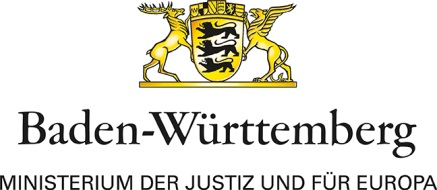 Baden-Württemberg
MINISTERIUM DER JUSTIZ UND FÜR EUROPA